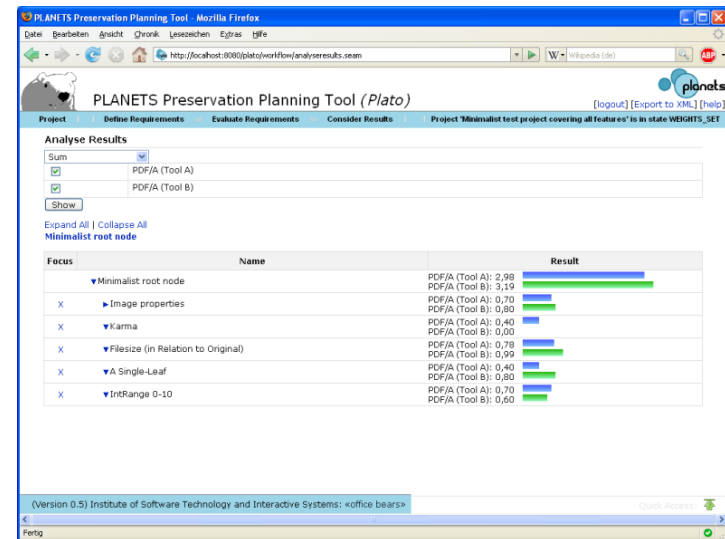 PLANETS Preservation Planning Tool - Mozilla Firefox
Datei Bearbeiten Ansicht Chronik Lesezeichen Extras Hilfe
http://localhost:8080/plato/workflow/analyseresults.seam W Wikipedia (de) ABP
planets
PLANETS Preservation Planning Tool (Plato)
[logout] [Export to XML] [help]
Project Define Requirements Evaluate Requirements Consider Results Project 'Minimalist test project covering all features' is in state WEIGHTS_SET
Analyse Results
Sum
PDF/A (Tool A)
PDF/A (Tool B)
Show
Expand All | Collapse All
Minimalist root node
Focus Name Result
▼Minimalist root node PDF/A (Tool A): 2,98
PDF/A (Tool B): 3,19
X ►Image properties PDF/A (Tool A): 0,70
PDF/A (Tool B): 0,80
X ▼Karma PDF/A (Tool A): 0,40
PDF/A (Tool B): 0,00
X ▼Filesize (in Relation to Original) PDF/A (Tool A): 0,78
PDF/A (Tool B): 0,99
X ▼A Single-Leaf PDF/A (Tool A): 0,40
PDF/A (Tool B): 0,80
X ▼IntRange 0-10 PDF/A (Tool A): 0,70
PDF/A (Tool B): 0,60
(Version 0.5) Institute of Software Technology and Interactive Systems: «office bears» Quick Access:
Fertig